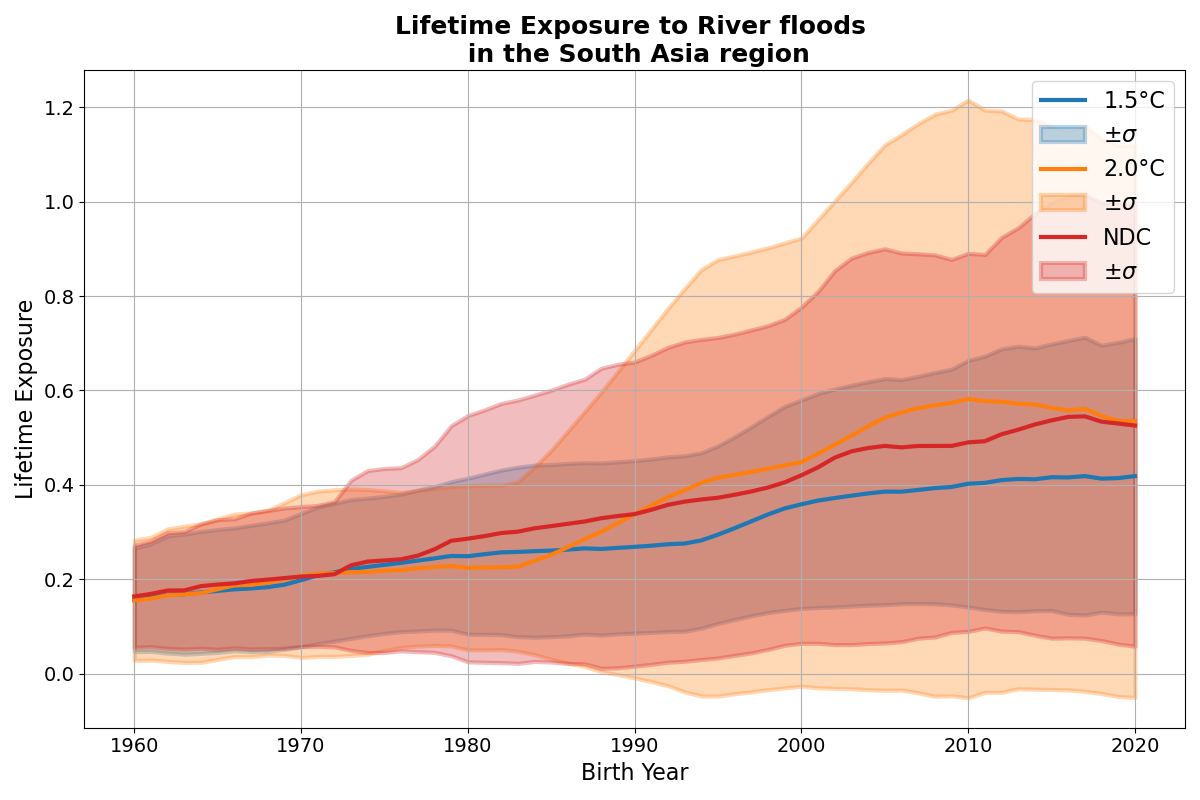 Lifetime Exposure to River floods
in the South Asia region
Lifetime Exposure
1.2
1.0
0.8
0.6
0.4
0.2
0.0
1.5°C
±σ
2.0°C
±σ
NDC
±σ
1960 1970 1980 1990 2000 2010 2020
Birth Year